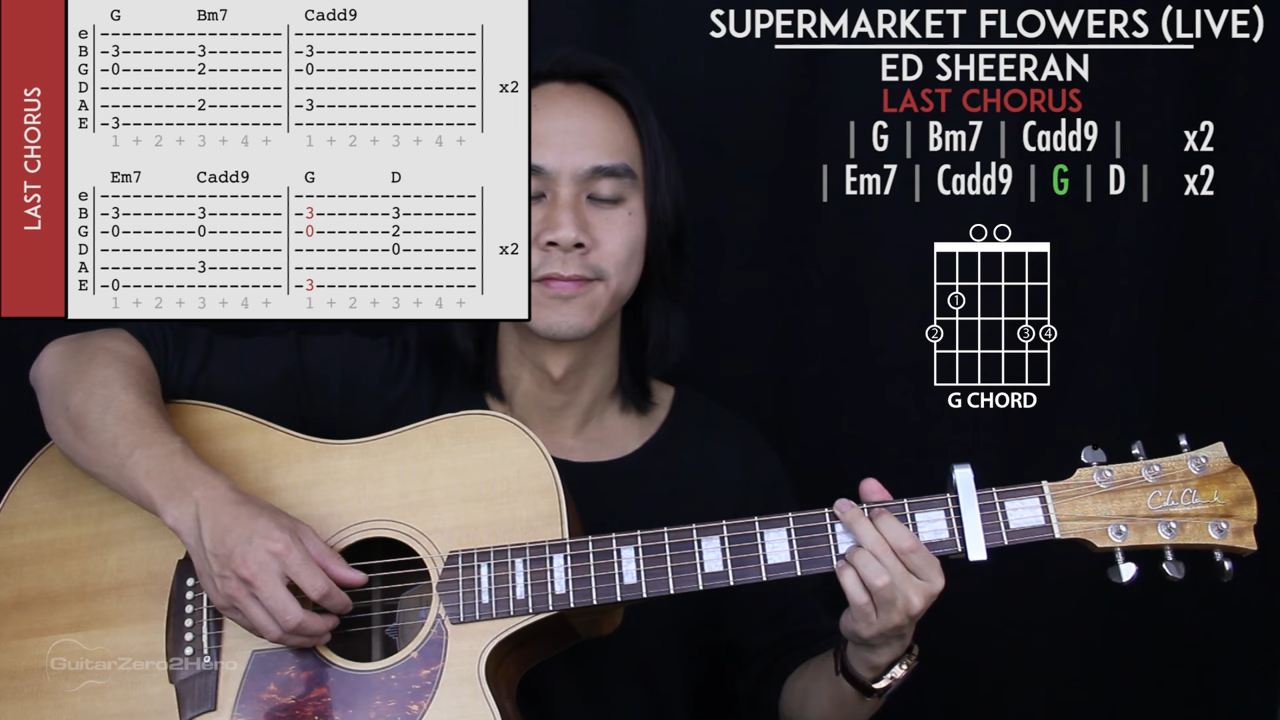 LAST CHORUS
G Bm7 Cadd9
e|-----------------------|-----------------------|
B|-3---------3---------|-3---------------------|
G|-0---------2---------|-0---------------------|
D|-----------------------|-----------------------| x2
A|-----------2---------|-3---------------------|
E|-3---------------------|-----------------------|
1 + 2 + 3 + 4 + 1 + 2 + 3 + 4 +
Em7 Cadd9 G D
e|-----------------------|-----------------------|
B|-3---------3---------|-3---------3---------|
G|-0---------0---------|-0---------2---------|
D|-----------------------|-----------0---------| x2
A|-----------3---------|-----------------------|
E|-0---------------------|-3---------------------|
1 + 2 + 3 + 4 + 1 + 2 + 3 + 4 +
SUPERMARKET FLOWERS (LIVE)
ED SHEERAN
LAST CHORUS
| G | Bm7 | Cadd9 | x2
| Em7 | Cadd9 | G | D | x2
1
2 3 4
G CHORD
Cole Clark
GuitarZero2Hero